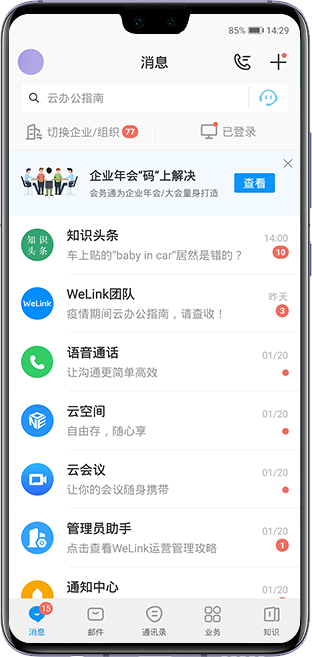 85% 14:29
消息
云办公指南
切换企业/组织 77 已登录
企业年会“码”上解决
会务通为企业年会/大会量身打造
查看
知识头条
知识 头条 知识头条 14:00
车上贴的“baby in car”居然是错的？ 10
WeLink WeLink团队 昨天
疫情期间云办公指南，请查收！ 3
语音通话 01/20
让沟通更简单高效
云空间 01/20
自由存，随心享
云会议 01/20
让你的会议随身携带
管理员助手 01/20
点击查看WeLink运营管理攻略 1
通知中心 01/20
15
消息 邮件 通讯录 业务 知识